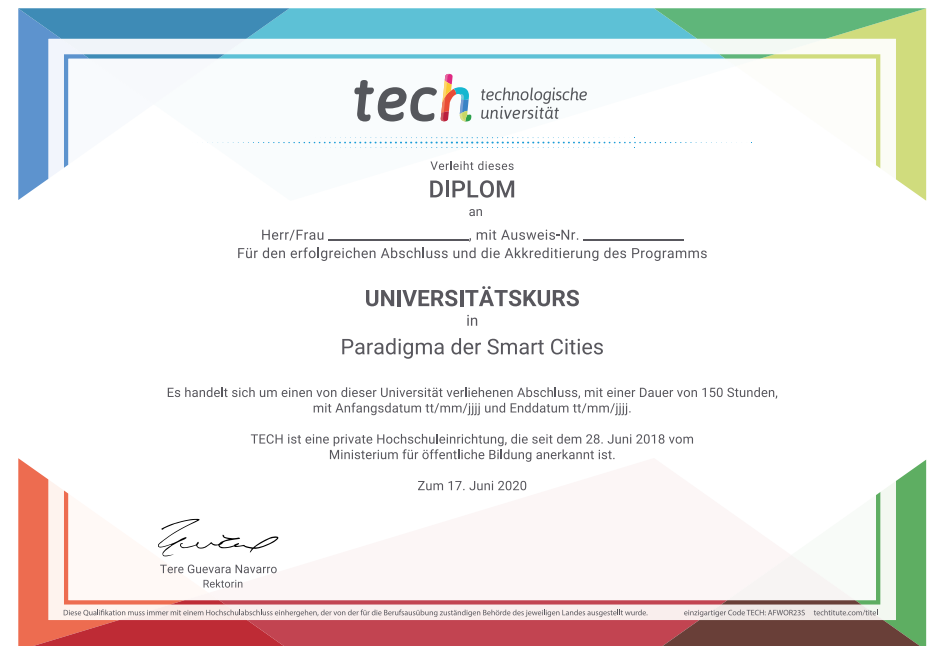 tech technologische
universität
Verleiht dieses
DIPLOM
an
Herr/Frau ____________________, mit Ausweis-Nr. ______________
Für den erfolgreichen Abschluss und die Akkreditierung des Programms
UNIVERSITÄTSKURS
in
Paradigma der Smart Cities
Es handelt sich um einen von dieser Universität verliehenen Abschluss, mit einer Dauer von 150 Stunden,
mit Anfangsdatum tt/mm/jjjj und Enddatum tt/mm/jjjj.
TECH ist eine private Hochschuleinrichtung, die seit dem 28. Juni 2018 vom
Ministerium für öffentliche Bildung anerkannt ist.
Zum 17. Juni 2020
Tere Guevara Navarro
Rektorin
Diese Qualifikation muss immer mit einem Hochschulabschluss einhergehen, der von der für die Berufsausübung zuständigen Behörde des jeweiligen Landes ausgestellt wurde. einzigartiger Code TECH: AFWOR23S techtitute.com/titel